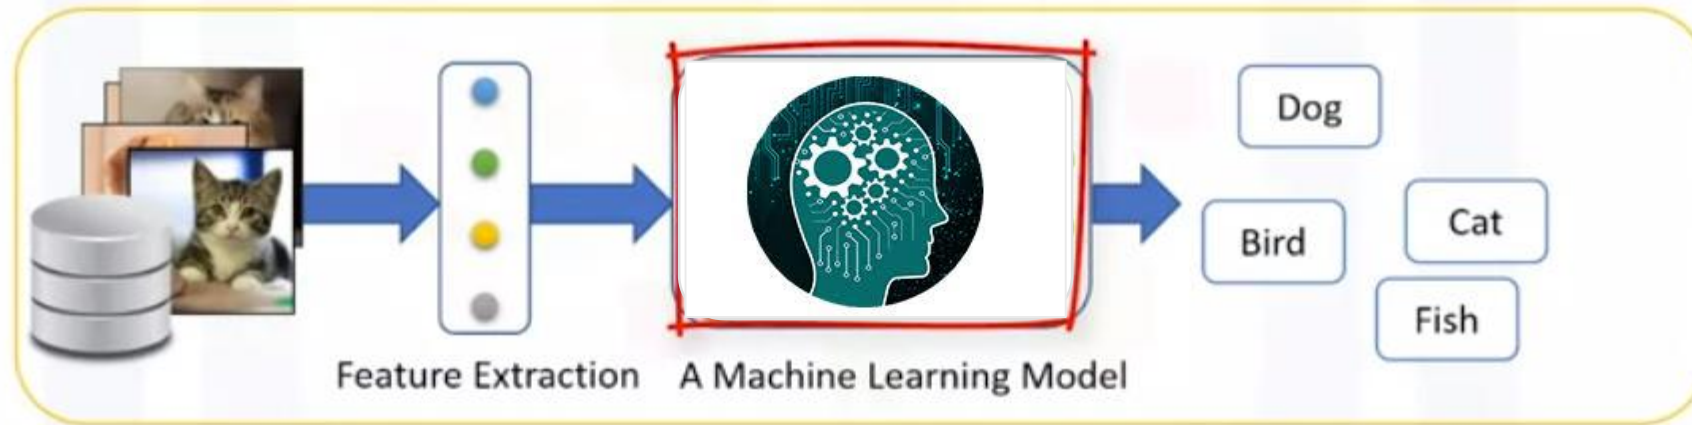 Dog
Bird
Cat
Fish
Feature Extraction
A Machine Learning Model